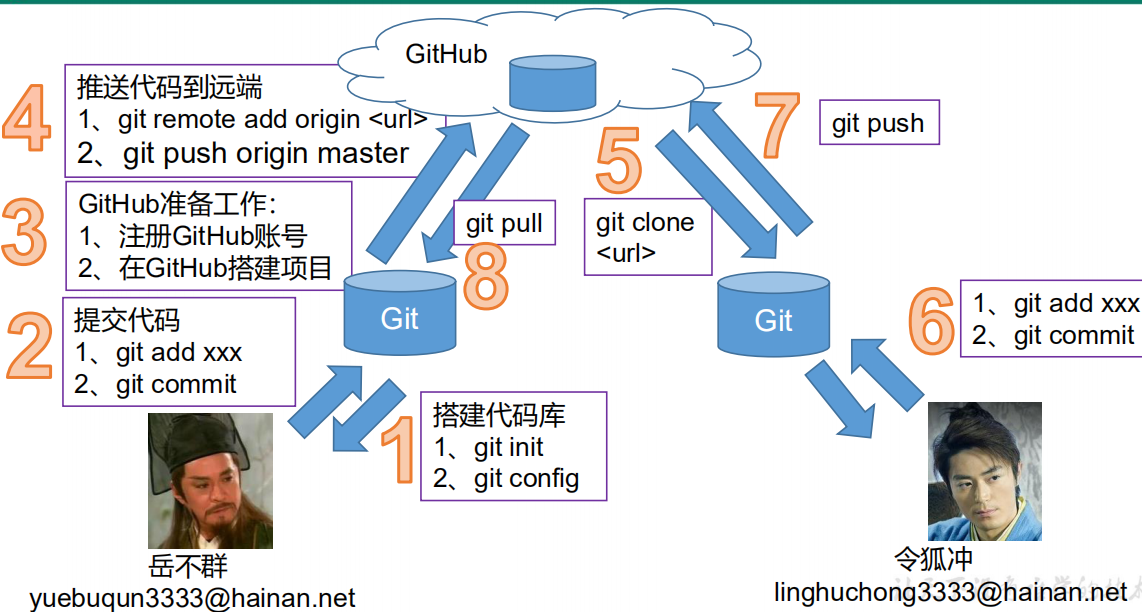 GitHub
4
推送代码到远端
1、git remote add origin <url>
2、git push origin master
3
GitHub准备工作：
1、注册GitHub账号
2、在GitHub搭建项目
2
提交代码
1、git add xxx
2、git commit
1
搭建代码库
1、git init
2、git config
git pull
8
Git
5
git clone
<url>
7
git push
Git
6
1、git add xxx
2、git commit
岳不群
yuebuqun3333@hainan.net
令狐冲
linghuchong3333@hainan.net